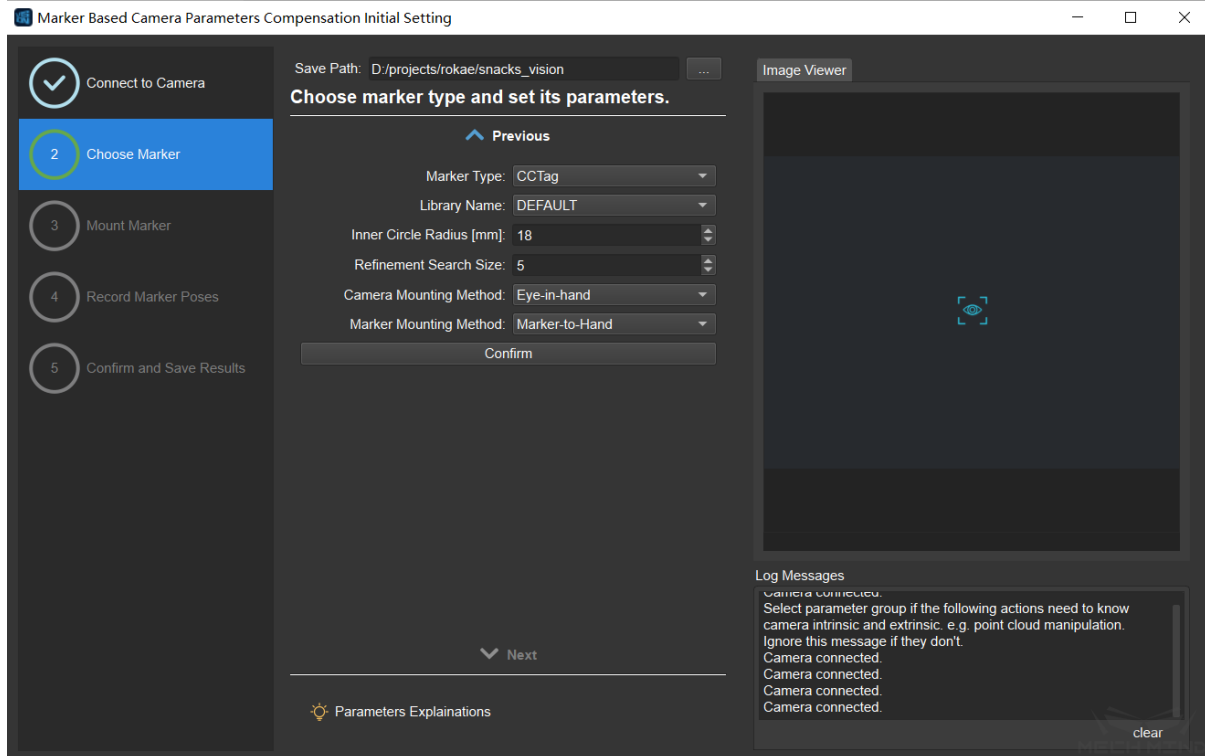 Marker Based Camera Parameters Compensation Initial Setting
Connect to Camera
2 Choose Marker
3 Mount Marker
4 Record Marker Poses
5 Confirm and Save Results
Save Path: D:/projects/rokae/snacks_vision ...
Choose marker type and set its parameters.
Previous
Marker Type: CCTag
Library Name: DEFAULT
Inner Circle Radius [mm]: 18
Refinement Search Size: 5
Camera Mounting Method: Eye-in-hand
Marker Mounting Method: Marker-to-Hand
Confirm
Next
Parameters Explainations
Image Viewer
Log Messages
Camera connected.
Select parameter group if the following actions need to know
camera intrinsic and extrinsic. e.g. point cloud manipulation.
Ignore this message if they don't.
Camera connected.
Camera connected.
Camera connected.
Camera connected.
clear